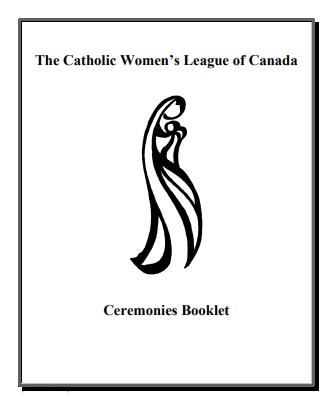 The Catholic Women's League of Canada
Ceremonies Booklet